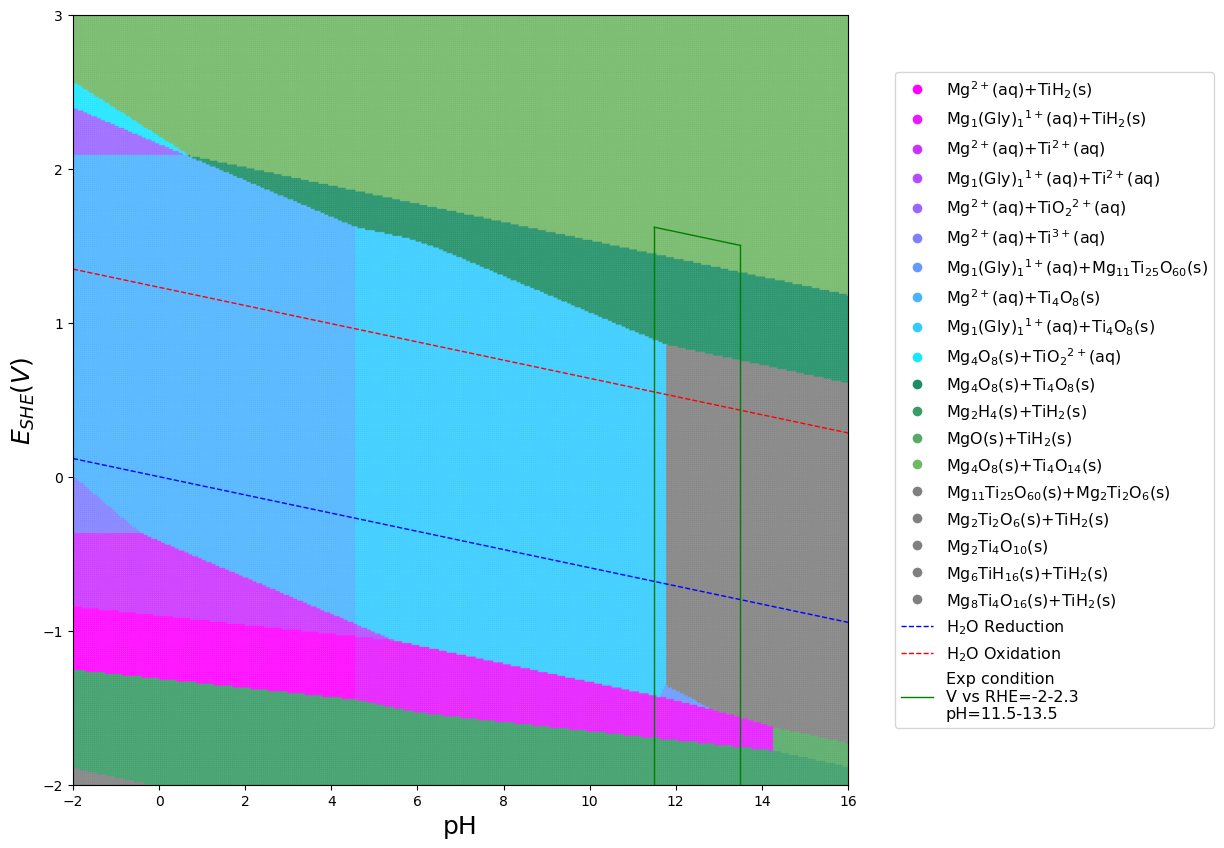 3
2
1
0
−1
−2
−2
0
2
4
6
8
10
12
14
16
E_SHE(V)
pH
Mg²⁺(aq)+TiH₂(s)
Mg₁(Gly)₁¹⁺(aq)+TiH₂(s)
Mg²⁺(aq)+Ti²⁺(aq)
Mg₁(Gly)₁¹⁺(aq)+Ti²⁺(aq)
Mg²⁺(aq)+TiO₂²⁺(aq)
Mg²⁺(aq)+Ti³⁺(aq)
Mg₁(Gly)₁¹⁺(aq)+Mg₁₁Ti₂₅O₆₀(s)
Mg²⁺(aq)+Ti₄O₈(s)
Mg₁(Gly)₁¹⁺(aq)+Ti₄O₈(s)
Mg₄O₈(s)+TiO₂²⁺(aq)
Mg₄O₈(s)+Ti₄O₈(s)
Mg₂H₄(s)+TiH₂(s)
MgO(s)+TiH₂(s)
Mg₄O₈(s)+Ti₄O₁₄(s)
Mg₁₁Ti₂₅O₆₀(s)+Mg₂Ti₂O₆(s)
Mg₂Ti₂O₆(s)+TiH₂(s)
Mg₂Ti₄O₁₀(s)
Mg₆TiH₁₆(s)+TiH₂(s)
Mg₈Ti₄O₁₆(s)+TiH₂(s)
H₂O Reduction
H₂O Oxidation
Exp condition
V vs RHE=-2-2.3
pH=11.5-13.5